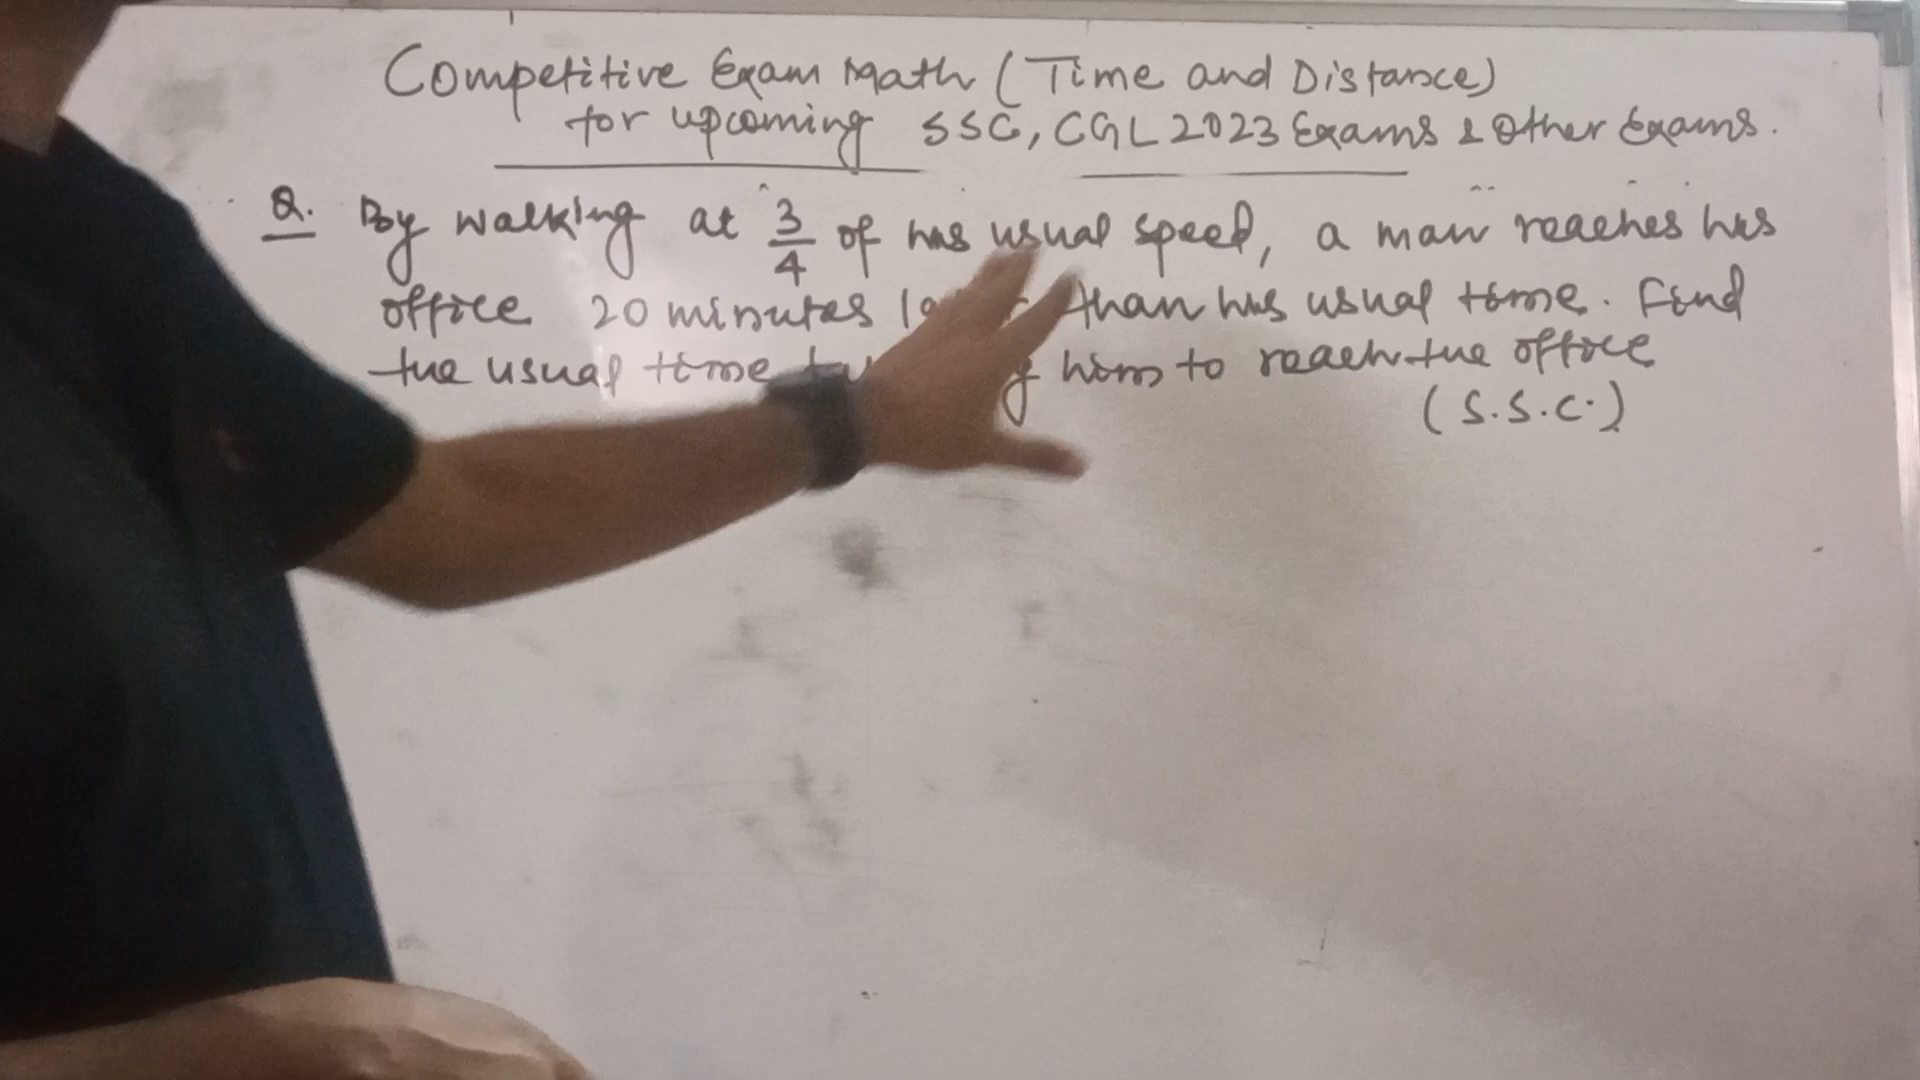 Competitive Exam Math (Time and Distance)
for upcoming SSC, CGL 2023 Exams & Other Exams.
Q. By walking at 3/4 of his usual speed, a man reaches his
office 20 minutes than his usual time. Find
the usual time him to reach the office
(S.S.C.)